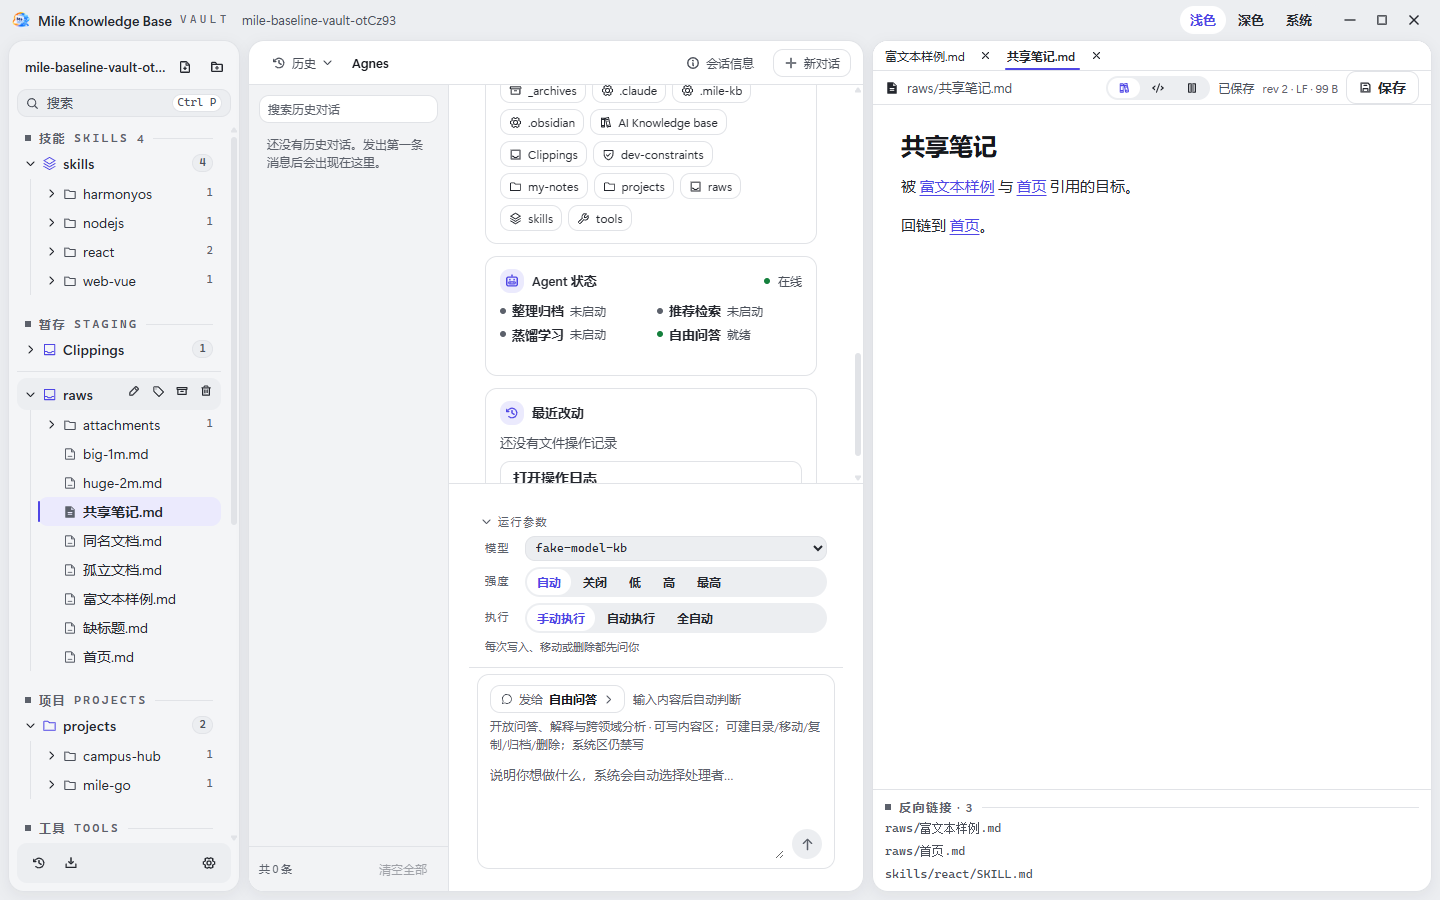 Mile Knowledge Base VAULT mile-baseline-vault-otCz93
浅色 深色 系统
mile-baseline-vault-ot...
搜索 Ctrl P
技能 SKILLS 4
skills 4
harmonyos 1
nodejs 1
react 2
web-vue 1
暂存 STAGING
Clippings 1
raws
attachments 1
big-1m.md
huge-2m.md
共享笔记.md
同名文档.md
孤立文档.md
富文本样例.md
缺标题.md
首页.md
项目 PROJECTS
projects 2
campus-hub 1
mile-go 1
工具 TOOLS
历史 Agnes
会话信息 新对话
搜索历史对话
还没有历史对话。发出第一条
消息后会出现在这里。
共 0 条 清空全部
_archives .claude .mile-kb
.obsidian AI Knowledge base
Clippings dev-constraints
my-notes projects raws
skills tools
Agent 状态 在线
整理归档 未启动 推荐检索 未启动
蒸馏学习 未启动 自由问答 就绪
最近改动
还没有文件操作记录
打开操作日志
运行参数
模型 fake-model-kb
强度 自动 关闭 低 高 最高
执行 手动执行 自动执行 全自动
每次写入、移动或删除都先问你
发给 自由问答 输入内容后自动判断
开放问答、解释与跨领域分析 · 可写内容区；可建目录/移动/复
制/归档/删除；系统区仍禁写
说明你想做什么，系统会自动选择处理者...
富文本样例.md 共享笔记.md
raws/共享笔记.md 已保存 rev 2 · LF · 99 B 保存
共享笔记
被 富文本样例 与 首页 引用的目标。
回链到 首页。
反向链接 · 3
raws/富文本样例.md
raws/首页.md
skills/react/SKILL.md